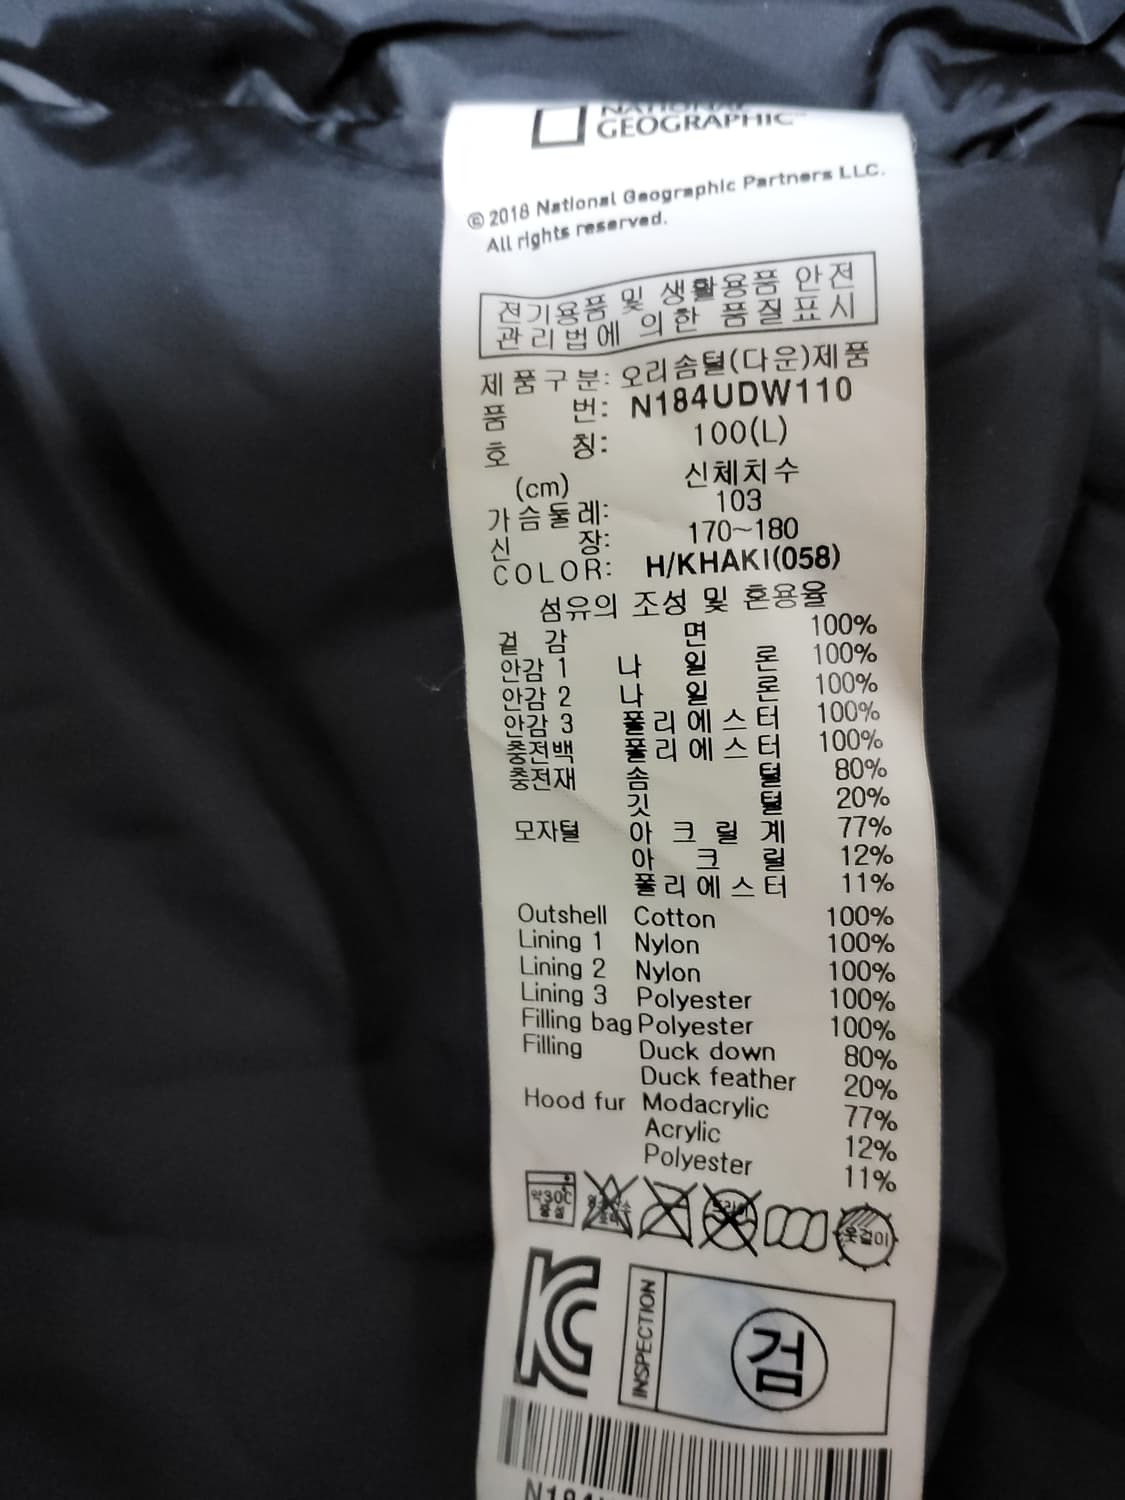 NATIONAL
GEOGRAPHIC
© 2018 National Geographic Partners LLC.
All rights reserved.
전기용품 및 생활용품 안전
관리법에 의한 품질표시
제품구분: 오리솜털(다운)제품
품 번: N184UDW110
호 칭: 100(L)
(cm) 신체치수
가슴둘레: 103
신 장: 170~180
COLOR: H/KHAKI(058)
섬유의 조성 및 혼용율
겉 감 면 100%
안감 1 나 일 론 100%
안감 2 나 일 론 100%
안감 3 폴리에스터 100%
충전백 폴리에스터 100%
충전재 솜 털 80%
깃 털 20%
모자털 아크릴계 77%
아 크 릴 12%
폴리에스터 11%
Outshell Cotton 100%
Lining 1 Nylon 100%
Lining 2 Nylon 100%
Lining 3 Polyester 100%
Filling bag Polyester 100%
Filling Duck down 80%
Duck feather 20%
Hood fur Modacrylic 77%
Acrylic 12%
Polyester 11%
약30℃
중성
드라이
옷걸이
KC
INSPECTION
검